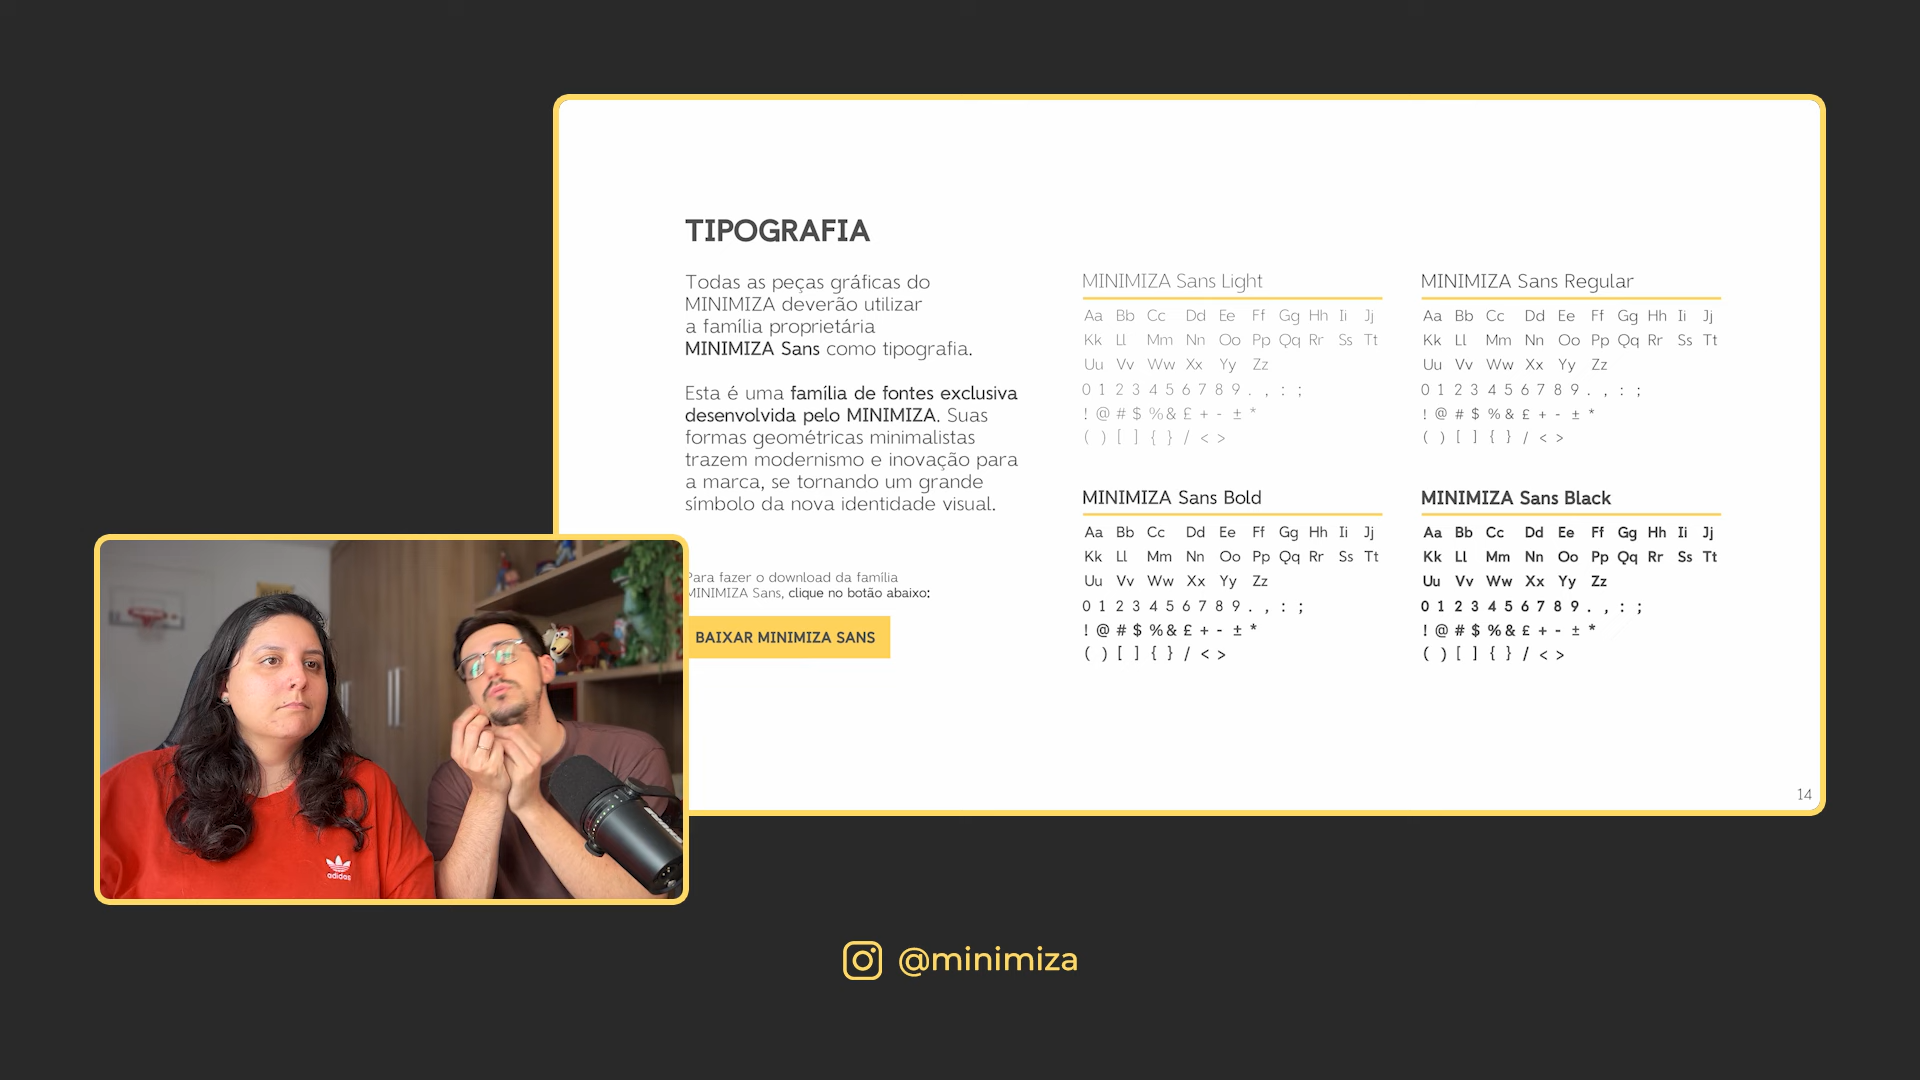 TIPOGRAFIA
Todas as peças gráficas do
MINIMIZA deverão utilizar
a família proprietária
MINIMIZA Sans como tipografia.
Esta é uma família de fontes exclusiva
desenvolvida pelo MINIMIZA. Suas
formas geométricas minimalistas
trazem modernismo e inovação para
a marca, se tornando um grande
símbolo da nova identidade visual.
Para fazer o download da família
MINIMIZA Sans, clique no botão abaixo:
BAIXAR MINIMIZA SANS
MINIMIZA Sans Light
Aa Bb Cc Dd Ee Ff Gg Hh Ii Jj
Kk Ll Mm Nn Oo Pp Qq Rr Ss Tt
Uu Vv Ww Xx Yy Zz
0 1 2 3 4 5 6 7 8 9 . , : ;
! @ # $ % & £ + - ± *
( ) [ ] { } / < >
MINIMIZA Sans Regular
Aa Bb Cc Dd Ee Ff Gg Hh Ii Jj
Kk Ll Mm Nn Oo Pp Qq Rr Ss Tt
Uu Vv Ww Xx Yy Zz
0 1 2 3 4 5 6 7 8 9 . , : ;
! @ # $ % & £ + - ± *
( ) [ ] { } / < >
MINIMIZA Sans Bold
Aa Bb Cc Dd Ee Ff Gg Hh Ii Jj
Kk Ll Mm Nn Oo Pp Qq Rr Ss Tt
Uu Vv Ww Xx Yy Zz
0 1 2 3 4 5 6 7 8 9 . , : ;
! @ # $ % & £ + - ± *
( ) [ ] { } / < >
MINIMIZA Sans Black
Aa Bb Cc Dd Ee Ff Gg Hh Ii Jj
Kk Ll Mm Nn Oo Pp Qq Rr Ss Tt
Uu Vv Ww Xx Yy Zz
0 1 2 3 4 5 6 7 8 9 . , : ;
! @ # $ % & £ + - ± *
( ) [ ] { } / < >
14
adidas
@minimiza